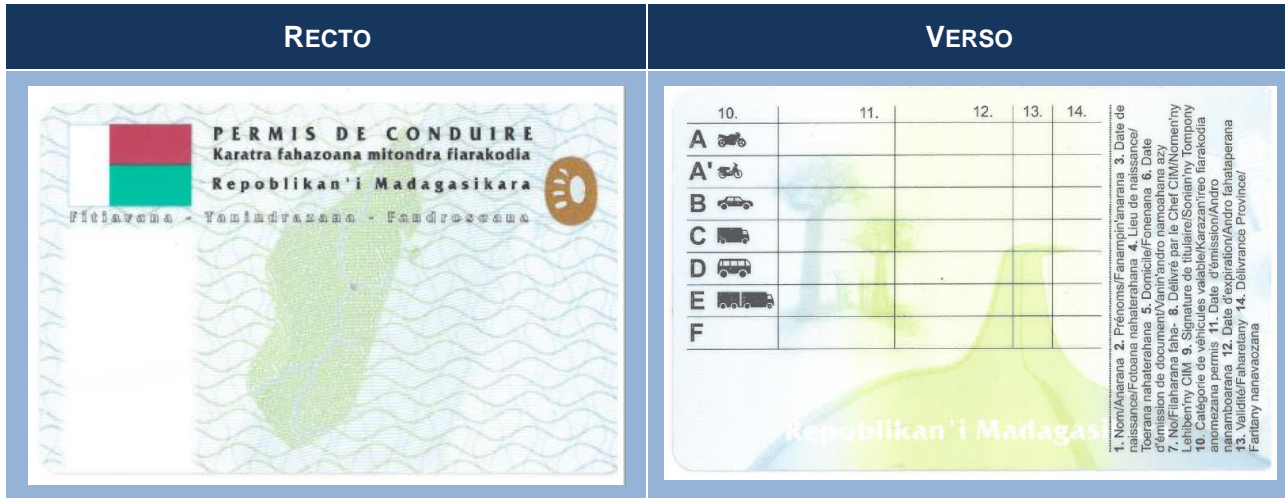 RECTO
VERSO
PERMIS DE CONDUIRE
Karatra fahazoana mitondra fiarakodia
Repoblikan'i Madagasikara
Fitiavana - Tanindrazana - Fandrosoana
10. 11. 12. 13. 14.
A
A'
B
C
D
E
F
Repoblikan'i Madagasi
1. Nom/Anarana 2. Prénoms/Fanampin'anarana 3. Date de
naissance/Fotoana nahaterahana 4. Lieu de naissance/
Toerana nahaterahana 5. Domicile/Fonenana 6. Date
d'émission de document/Vanin'andro namoahana azy
7. No/Filaharana faha- 8. Délivré par le Chef CIM/Nomen'ny
Lehiben'ny CIM 9. Signature de titulaire/Sonian'ny Tompony
10. Catégorie de véhicules valable/Karazan'ireo fiarakodia
anomezana permis 11. Date d'émission/Andro
nanamboarana 12. Date d'expiration/Andro fahataperana
13. Validité/Faharetany 14. Délivrance Province/
Faritany nanavaozana